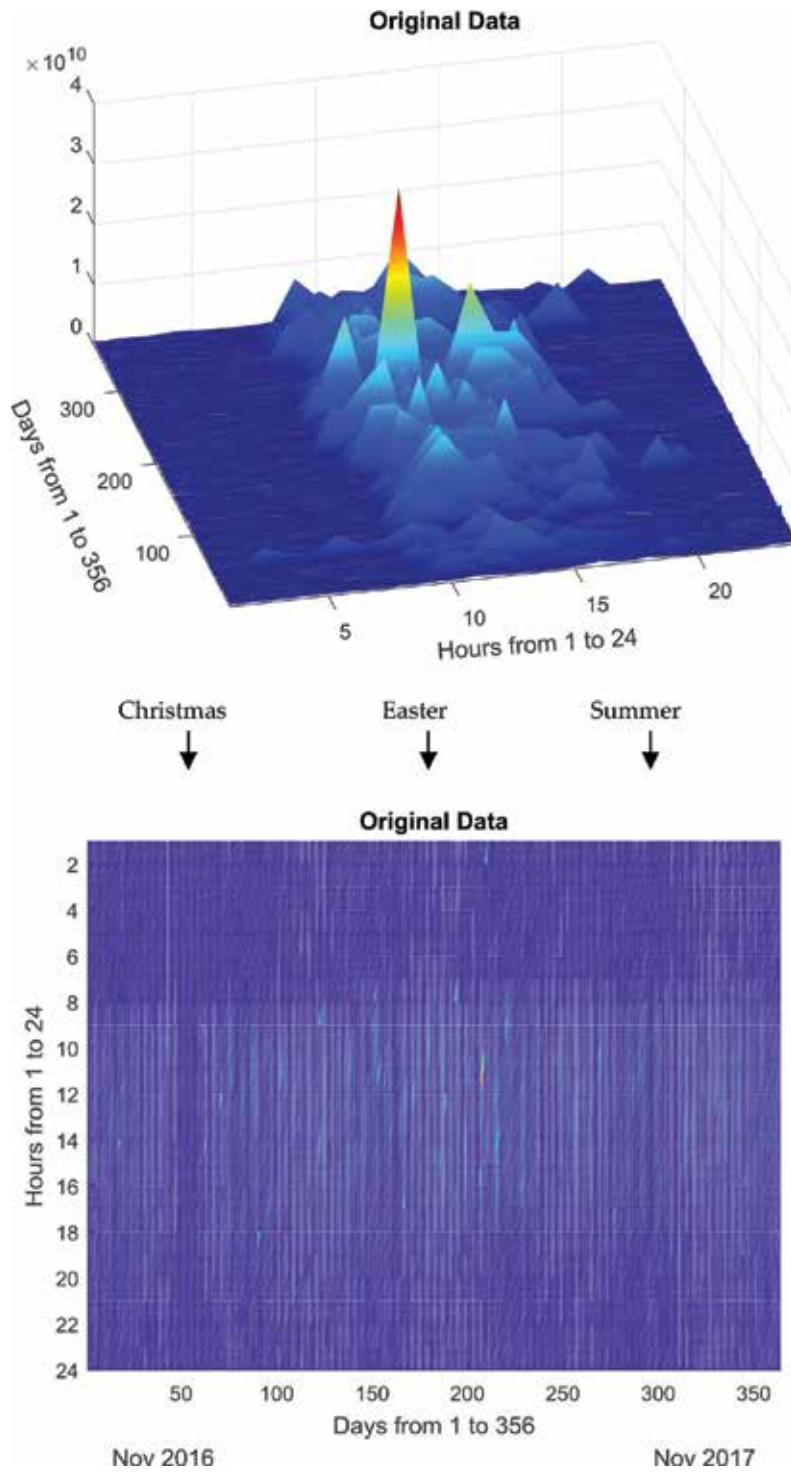 Original Data
× 10^10
4
3
2
1
0
300
200
100
Days from 1 to 356
5
10
15
20
Hours from 1 to 24
Christmas Easter Summer
Original Data
2
4
6
8
10
12
14
16
18
20
22
24
Hours from 1 to 24
50 100 150 200 250 300 350
Days from 1 to 356
Nov 2016 Nov 2017